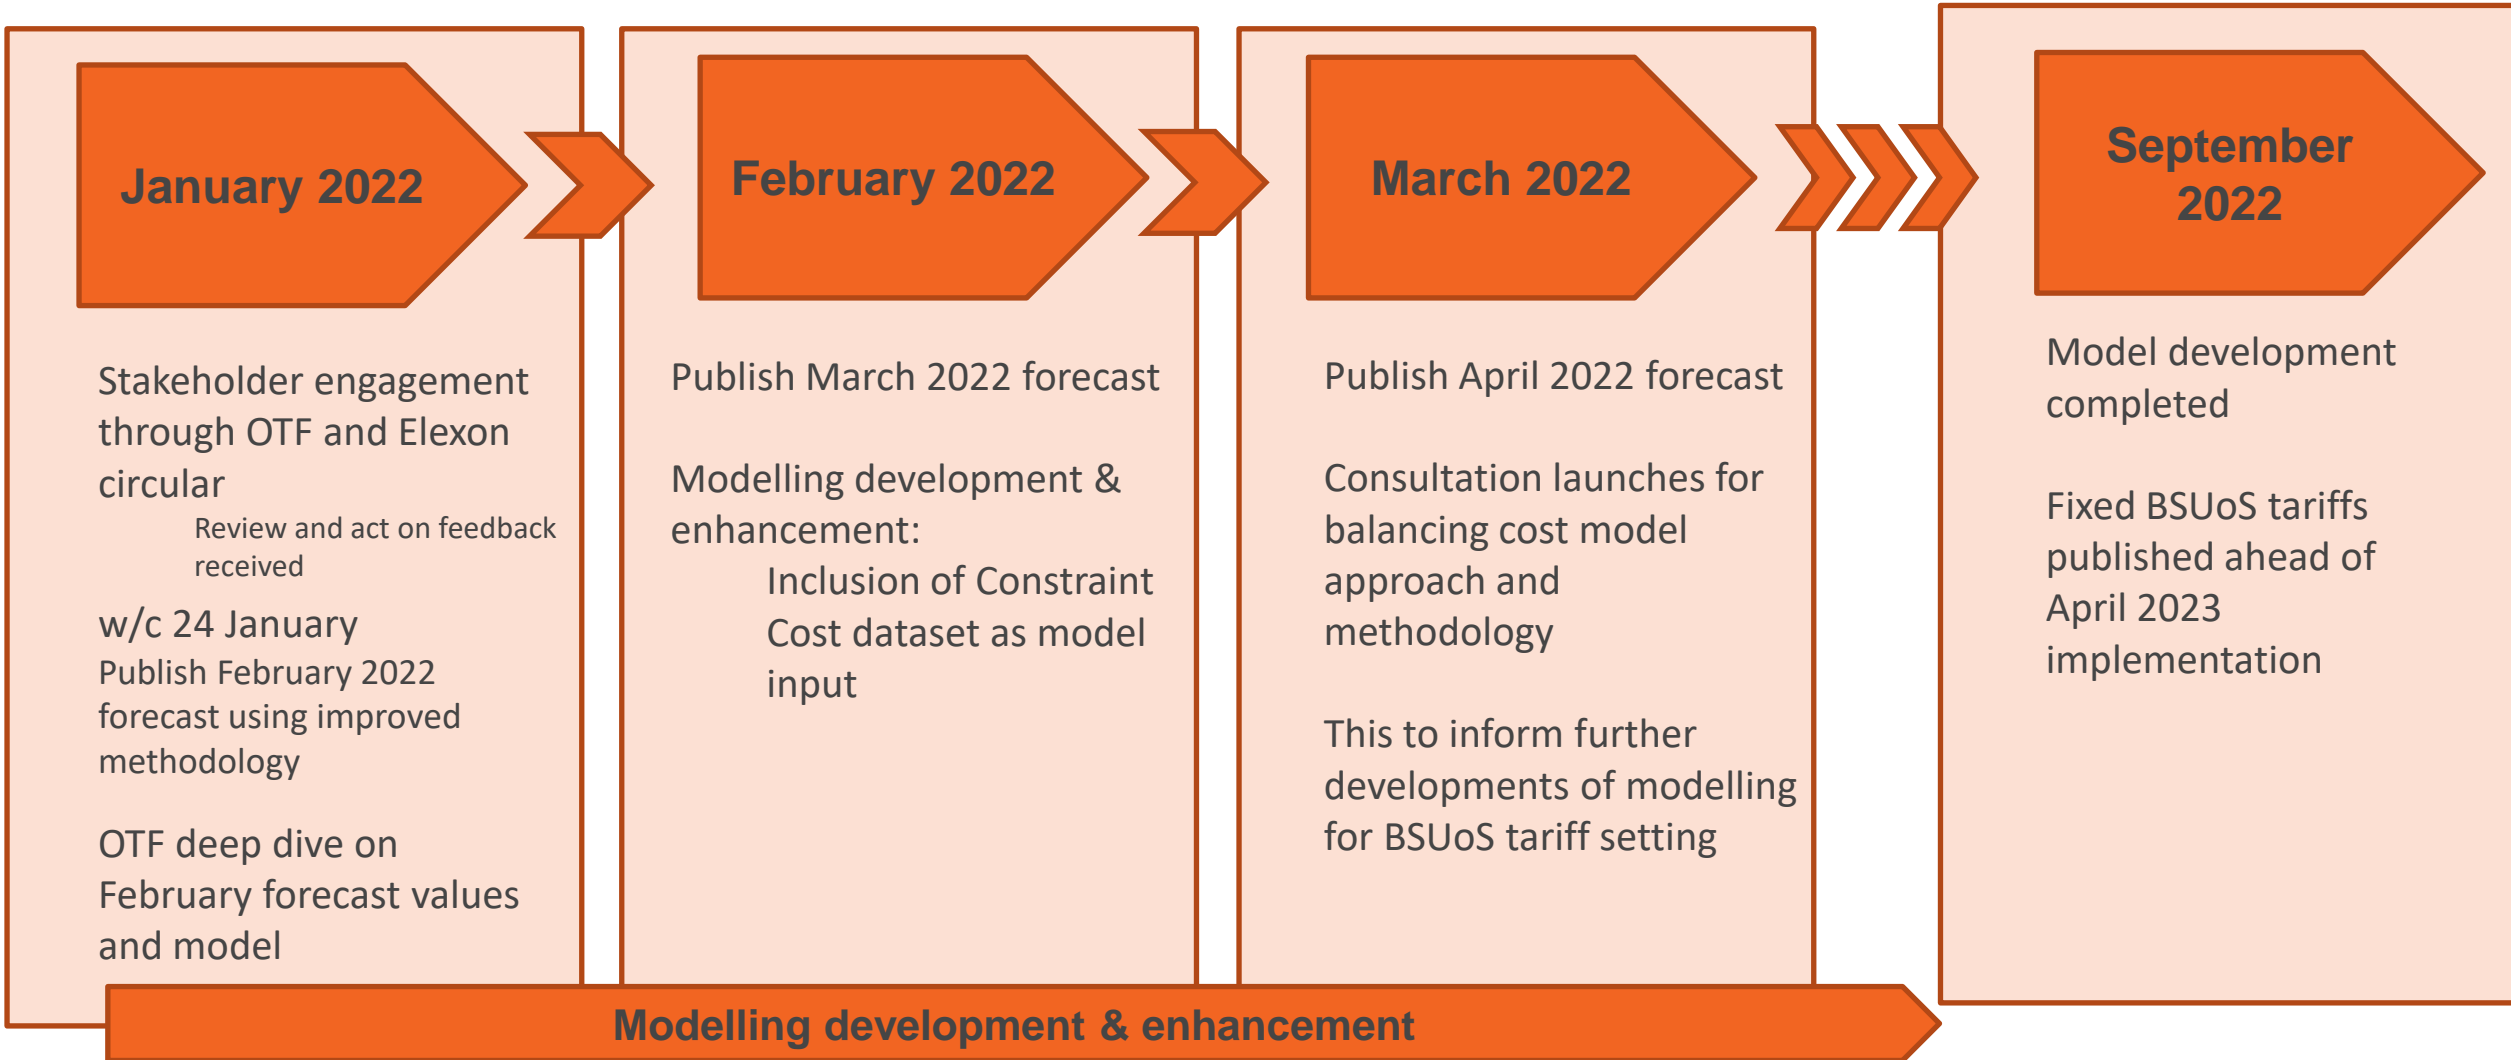 January 2022
Stakeholder engagement
through OTF and Elexon
circular
Review and act on feedback
received
w/c 24 January
Publish February 2022
forecast using improved
methodology
OTF deep dive on
February forecast values
and model
February 2022
Publish March 2022 forecast
Modelling development &
enhancement:
Inclusion of Constraint
Cost dataset as model
input
March 2022
Publish April 2022 forecast
Consultation launches for
balancing cost model
approach and
methodology
This to inform further
developments of modelling
for BSUoS tariff setting
September
2022
Model development
completed
Fixed BSUoS tariffs
published ahead of
April 2023
implementation
Modelling development & enhancement